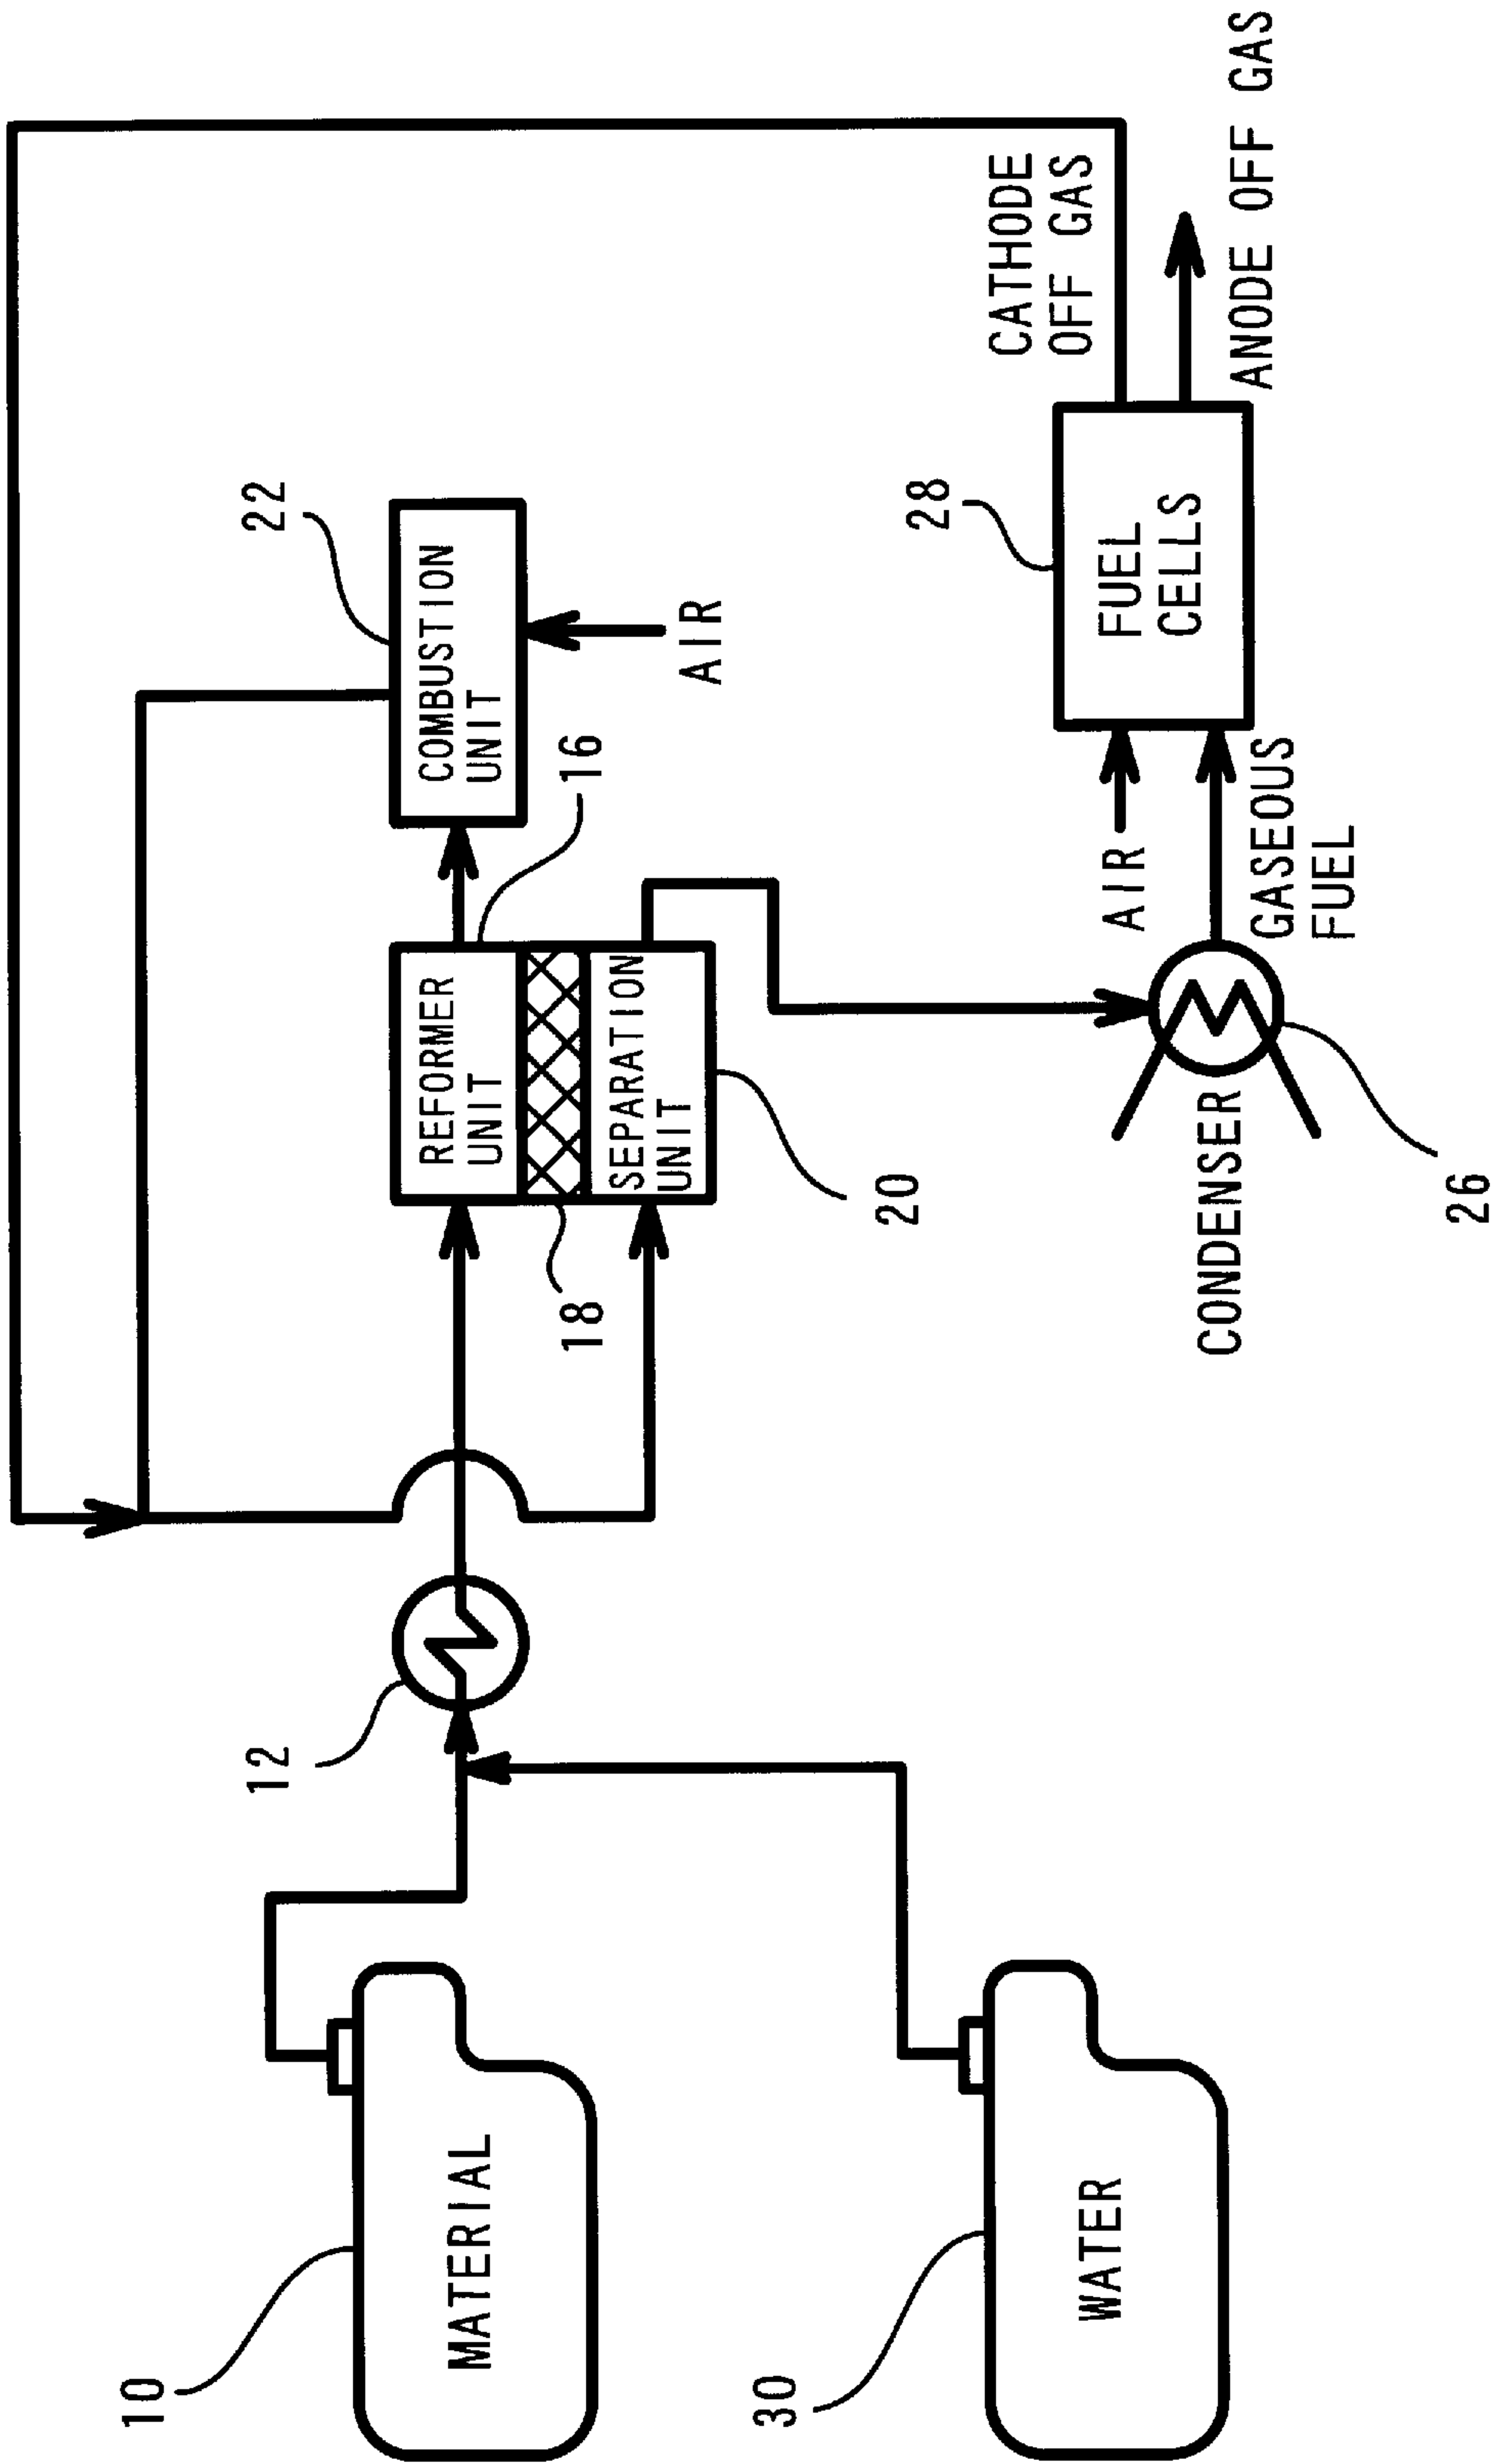 10
MATERIAL
30
WATER
12
18
REFORMER
UNIT
SEPARATION
UNIT
16
20
COMBUSTION
UNIT
22
AIR
CONDENSER
26
AIR
GASEOUS
FUEL
FUEL
CELLS
28
CATHODE
OFF GAS
ANODE OFF GAS